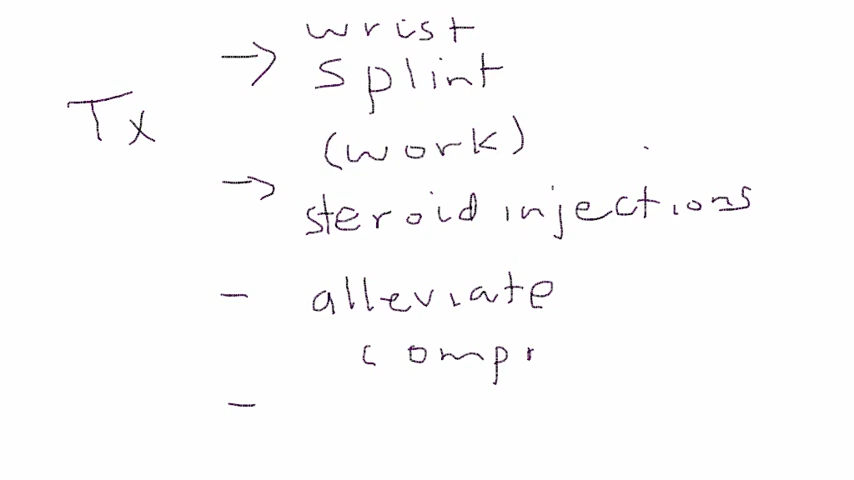 wrist
→ splint
Tx
(work)
→ steroid injections
- alleviate
compr
-